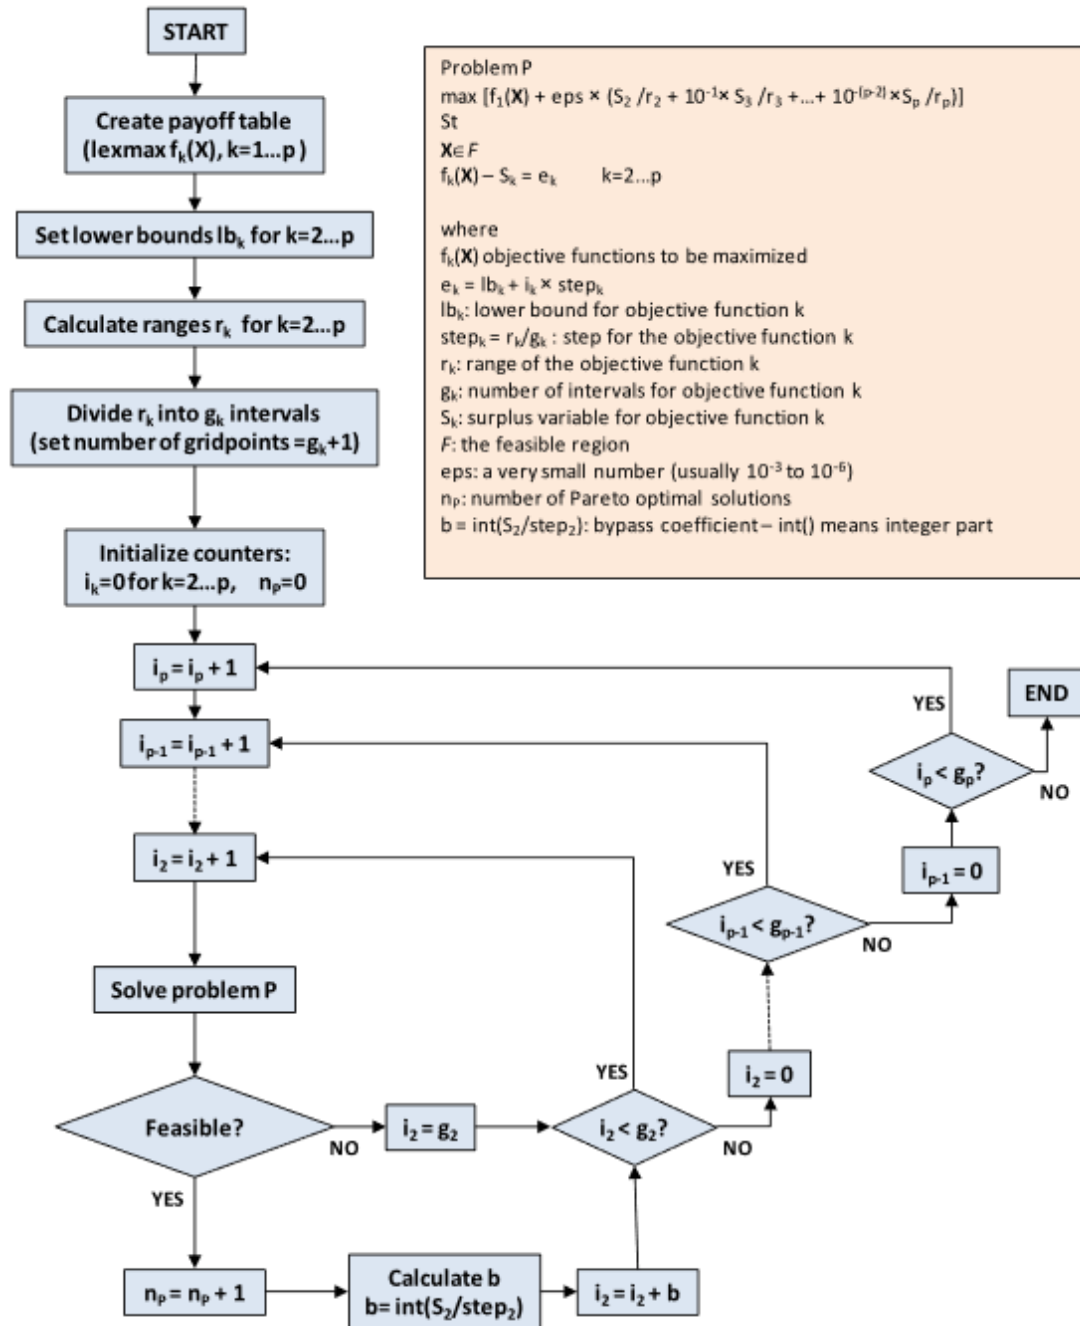 START
Create payoff table
(lexmax fₖ(X), k=1...p )
Set lower bounds lbₖ for k=2...p
Calculate ranges rₖ for k=2...p
Divide rₖ into gₖ intervals
(set number of gridpoints =gₖ+1)
Initialize counters:
iₖ=0 for k=2...p, nₚ=0
Problem P
max [f₁(X) + eps × (S₂ /r₂ + 10⁻¹× S₃ /r₃ +...+ 10⁻⁽ᵖ⁻²⁾ ×Sₚ /rₚ)]
St
X∈F
fₖ(X) – Sₖ = eₖ k=2...p
where
fₖ(X) objective functions to be maximized
eₖ = lbₖ + iₖ × stepₖ
lbₖ: lower bound for objective function k
stepₖ = rₖ/gₖ : step for the objective function k
rₖ: range of the objective function k
gₖ: number of intervals for objective function k
Sₖ: surplus variable for objective function k
F: the feasible region
eps: a very small number (usually 10⁻³ to 10⁻⁶)
nₚ: number of Pareto optimal solutions
b = int(S₂/step₂): bypass coefficient – int() means integer part
iₚ = iₚ + 1
iₚ₋₁ = iₚ₋₁ + 1
i₂ = i₂ + 1
Solve problem P
Feasible?
NO
YES
i₂ = g₂
nₚ = nₚ + 1
Calculate b
b= int(S₂/step₂)
i₂ = i₂ + b
i₂ < g₂?
YES
NO
i₂ = 0
iₚ₋₁ < gₚ₋₁?
YES
NO
iₚ₋₁ = 0
iₚ < gₚ?
YES
NO
END